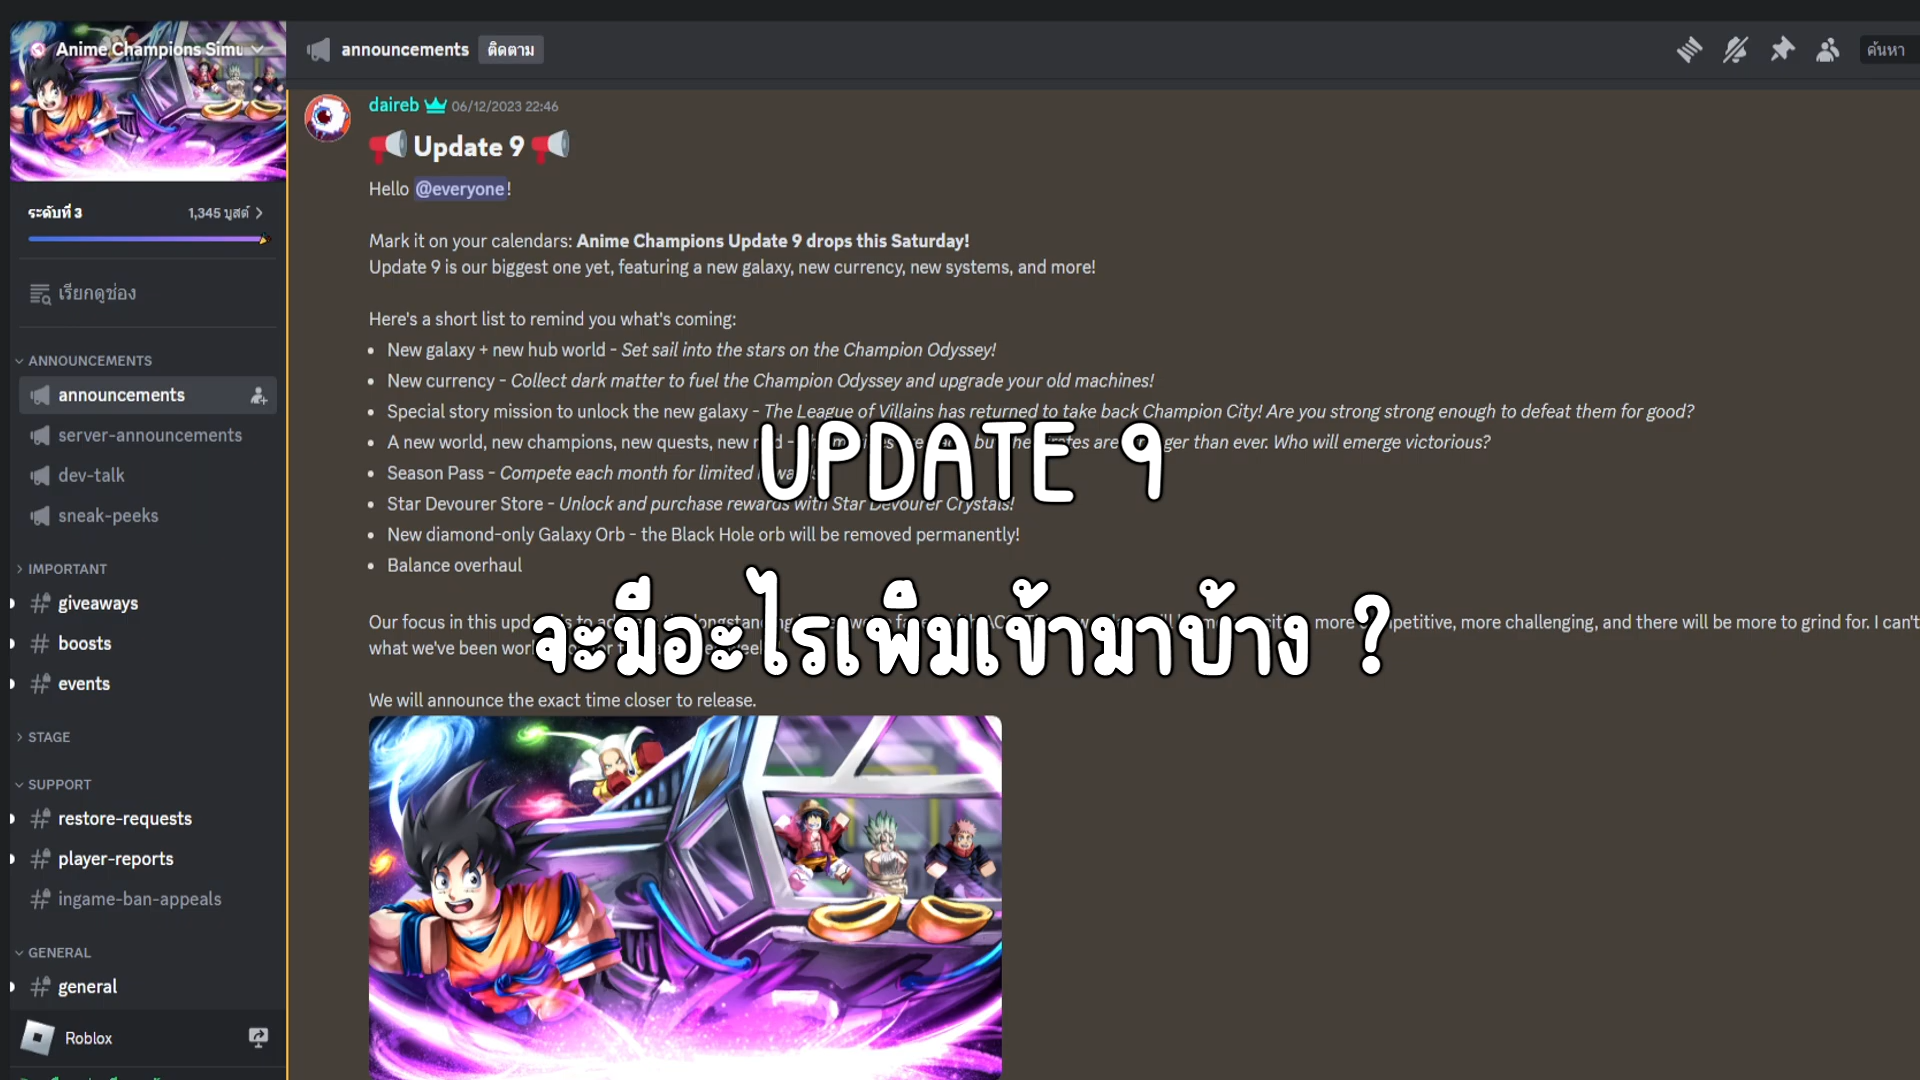 Anime Champions Simu
announcements
ติดตาม
ค้นหา
ระดับที่ 3
1,345 บูสต์
เรียกดูช่อง
ANNOUNCEMENTS
announcements
server-announcements
dev-talk
sneak-peeks
IMPORTANT
giveaways
boosts
events
STAGE
SUPPORT
restore-requests
player-reports
ingame-ban-appeals
GENERAL
general
Roblox
daireb 06/12/2023 22:46
Update 9
Hello @everyone!
Mark it on your calendars: Anime Champions Update 9 drops this Saturday!
Update 9 is our biggest one yet, featuring a new galaxy, new currency, new systems, and more!
Here's a short list to remind you what's coming:
• New galaxy + new hub world - Set sail into the stars on the Champion Odyssey!
• New currency - Collect dark matter to fuel the Champion Odyssey and upgrade your old machines!
• Special story mission to unlock the new galaxy - The League of Villains has returned to take back Champion City! Are you strong strong enough to defeat them for good?
• A new world, new champions, new quests, new - are than ever. Who will emerge victorious?
• Season Pass - Compete each month for limited
• Star Devourer Store - Unlock and purchase rewards with Star Devourer Crystals!
• New diamond-only Galaxy Orb - the Black Hole orb will be removed permanently!
• Balance overhaul
Our focus in this more challenging, and there will be more to grind for. I can't
what we've been
We will announce the exact time closer to release.
UPDATE 9
จะมีอะไรเพิ่มเข้ามาบ้าง ?